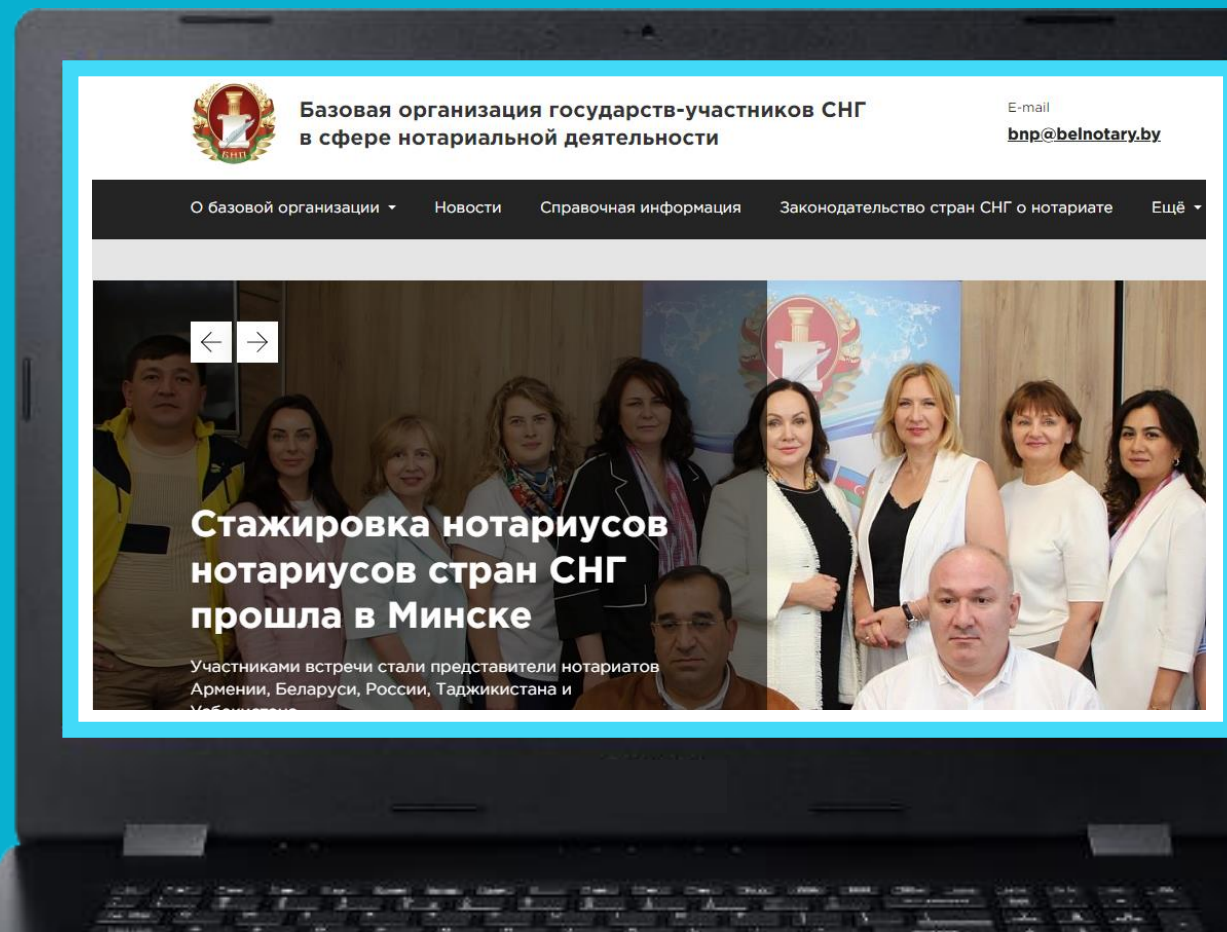 БНП
Базовая организация государств-участников СНГ
в сфере нотариальной деятельности
E-mail
bnp@belnotary.by
О базовой организации Новости Справочная информация Законодательство стран СНГ о нотариате Ещё
Стажировка нотариусов
нотариусов стран СНГ
прошла в Минске
Участниками встречи стали представители нотариатов
Армении, Беларуси, России, Таджикистана и